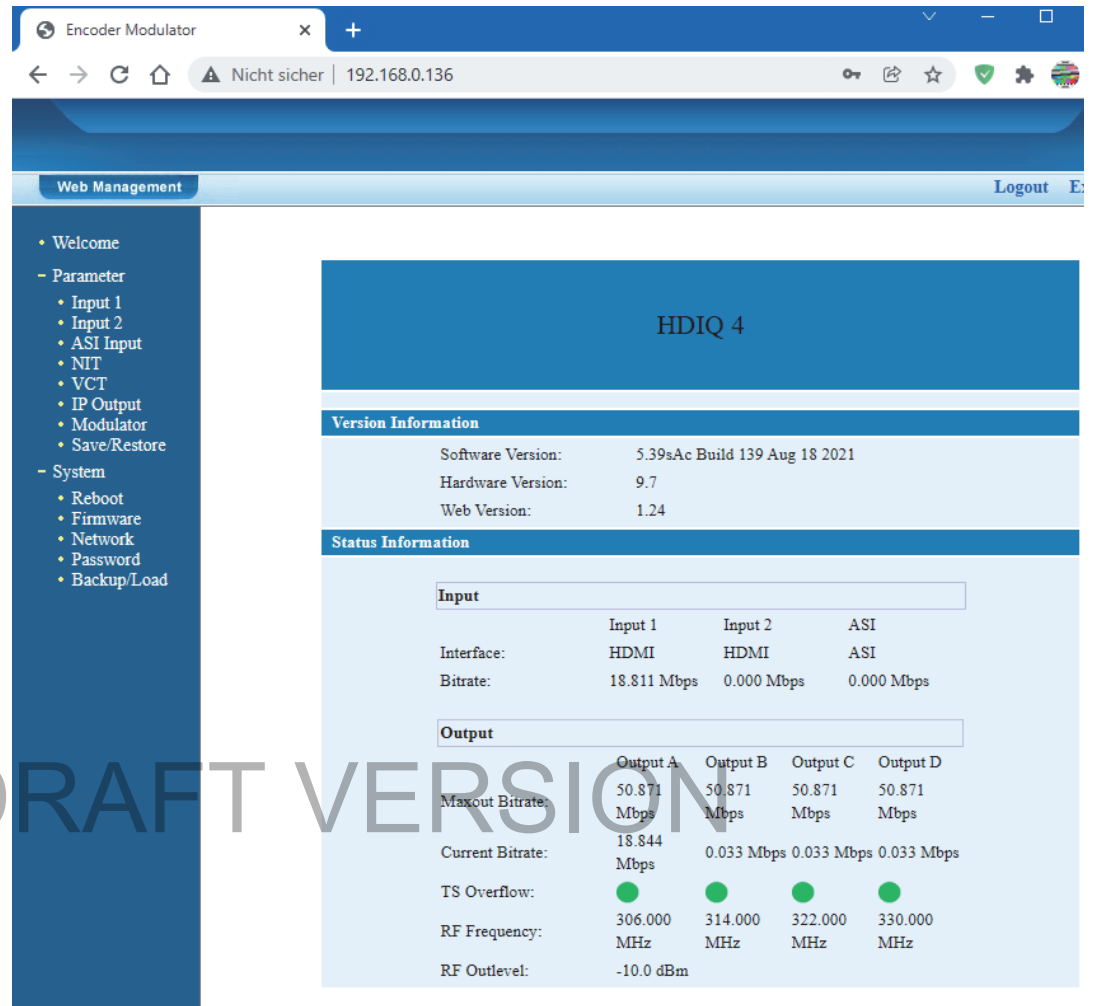 Encoder Modulator
Nicht sicher | 192.168.0.136
Web Management
Logout
Welcome
Parameter
Input 1
Input 2
ASI Input
NIT
VCT
IP Output
Modulator
Save/Restore
System
Reboot
Firmware
Network
Password
Backup/Load
HDIQ 4
Version Information
Software Version: 5.39sAc Build 139 Aug 18 2021
Hardware Version: 9.7
Web Version: 1.24
Status Information
Input
Input 1 Input 2 ASI
Interface: HDMI HDMI ASI
Bitrate: 18.811 Mbps 0.000 Mbps 0.000 Mbps
Output
Output A Output B Output C Output D
Maxout Bitrate: 50.871 Mbps 50.871 Mbps 50.871 Mbps 50.871 Mbps
Current Bitrate: 18.844 Mbps 0.033 Mbps 0.033 Mbps 0.033 Mbps
TS Overflow:
RF Frequency: 306.000 MHz 314.000 MHz 322.000 MHz 330.000 MHz
RF Outlevel: -10.0 dBm
DRAFT VERSION